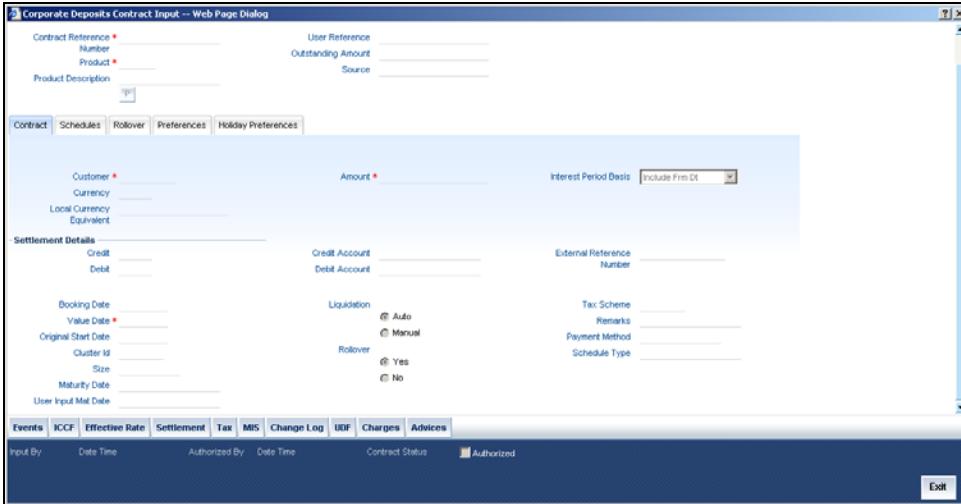 Corporate Deposits Contract Input -- Web Page Dialog
Contract Reference * User Reference
Number Outstanding Amount
Product * Source
Product Description
P
Contract Schedules Rollover Preferences Holiday Preferences
Customer * Amount * Interest Period Basis Include Frm Dt
Currency
Local Currency
Equivalent
Settlement Details
Credit Credit Account External Reference
Debit Debit Account Number
Booking Date Liquidation Tax Scheme
Value Date * Auto Remarks
Original Start Date Manual Payment Method
Cluster Id Rollover Schedule Type
Size Yes
Maturity Date No
User Input Mat Date
Events ICCF Effective Rate Settlement Tax MIS Change Log UDF Charges Advices
Input By Date Time Authorized By Date Time Contract Status Authorized
Exit